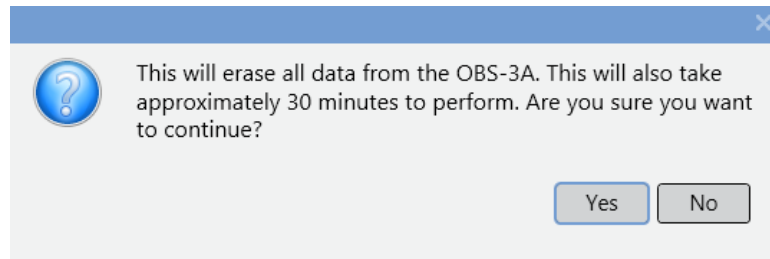 This will erase all data from the OBS-3A. This will also take
approximately 30 minutes to perform. Are you sure you want
to continue?
Yes No